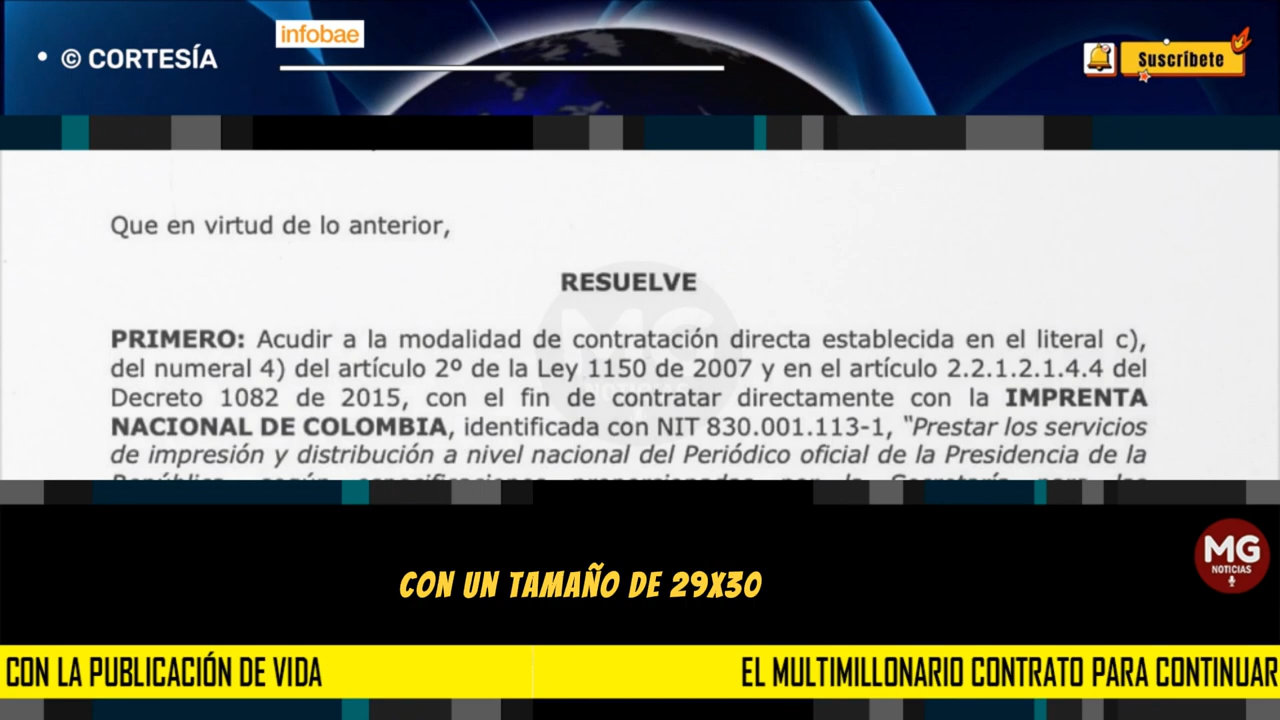 • © CORTESÍA
infobae
Suscríbete
Que en virtud de lo anterior,
RESUELVE
PRIMERO: Acudir a la modalidad de contratación directa establecida en el literal c),
del numeral 4) del artículo 2º de la Ley 1150 de 2007 y en el artículo 2.2.1.2.1.4.4 del
Decreto 1082 de 2015, con el fin de contratar directamente con la IMPRENTA
NACIONAL DE COLOMBIA, identificada con NIT 830.001.113-1, "Prestar los servicios
de impresión y distribución a nivel nacional del Periódico oficial de la Presidencia de la
MG
NOTICIAS
CON UN TAMAÑO DE 29X30
MG
NOTICIAS
CON LA PUBLICACIÓN DE VIDA
EL MULTIMILLONARIO CONTRATO PARA CONTINUAR